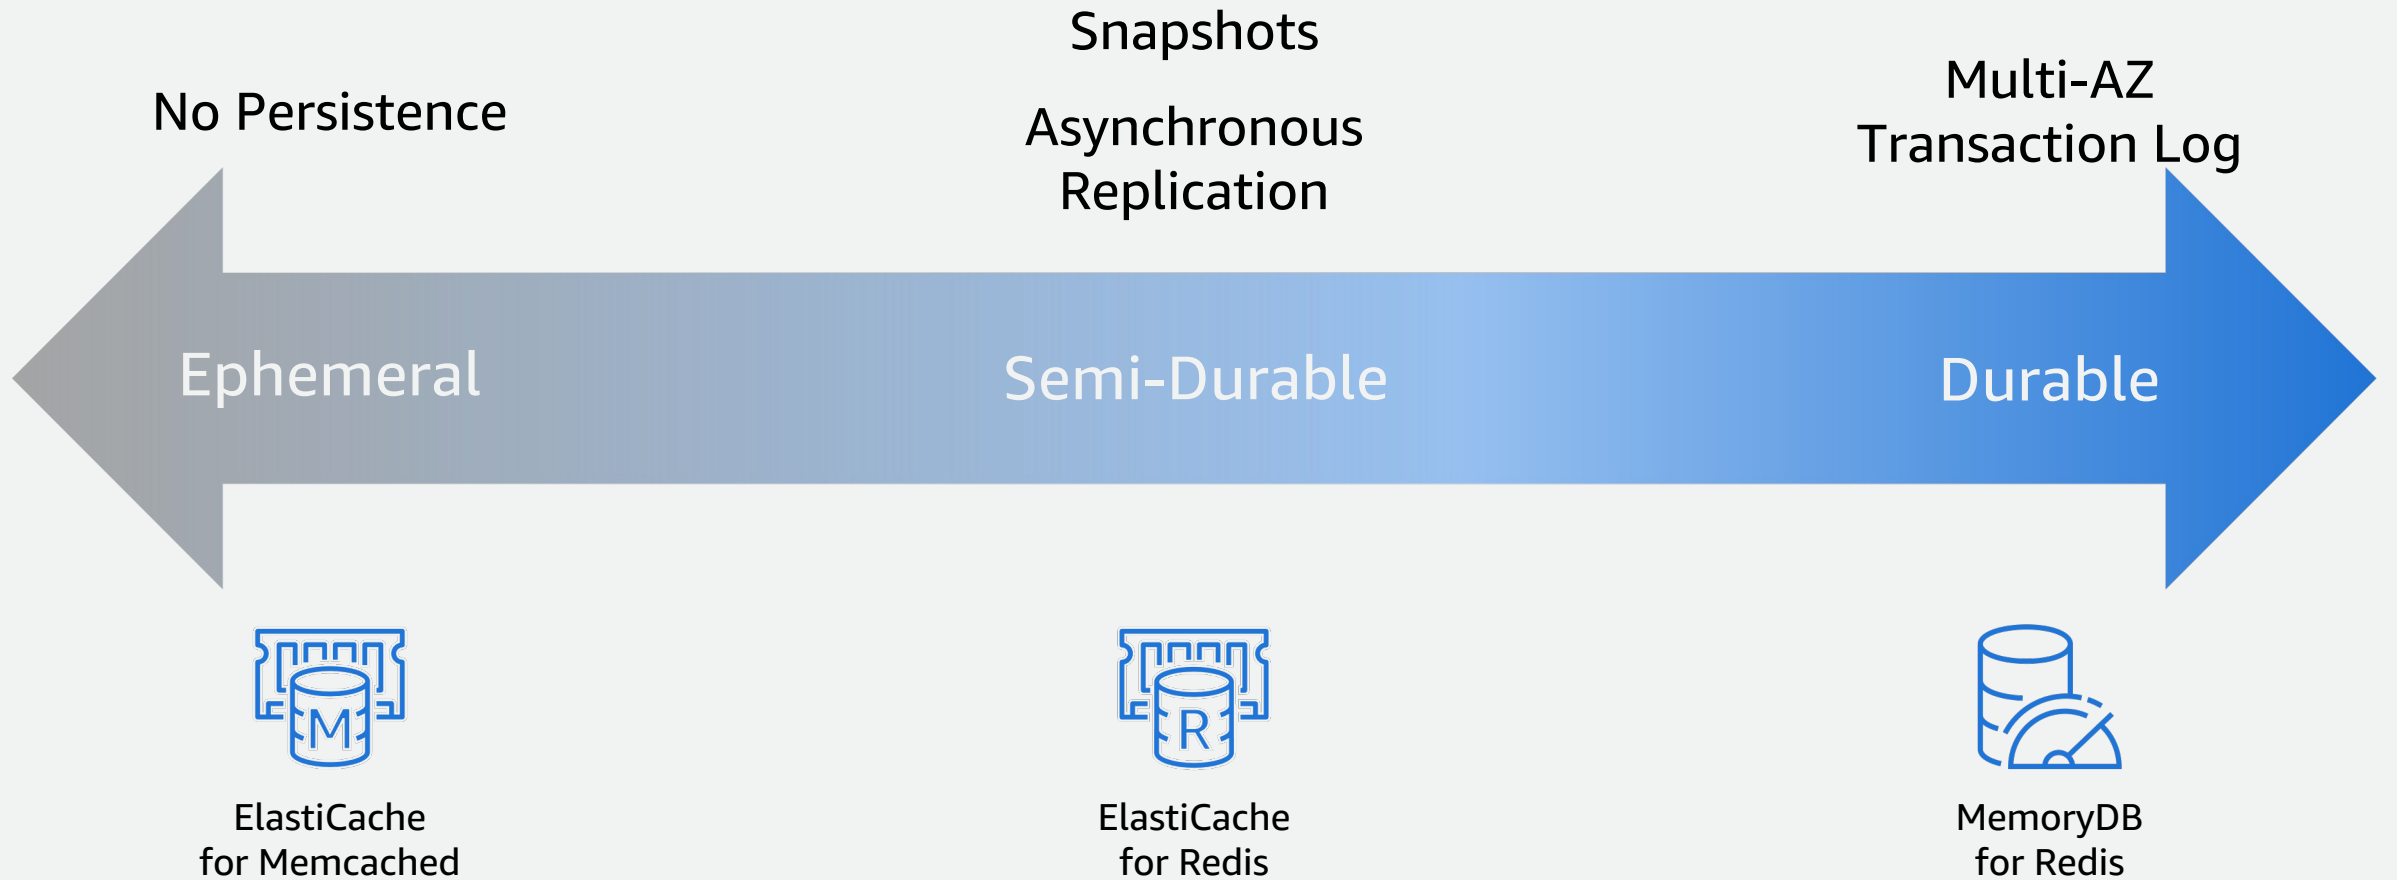 No Persistence
Snapshots
Asynchronous
Replication
Multi-AZ
Transaction Log
Ephemeral
Semi-Durable
Durable
M
R
ElastiCache
for Memcached
ElastiCache
for Redis
MemoryDB
for Redis